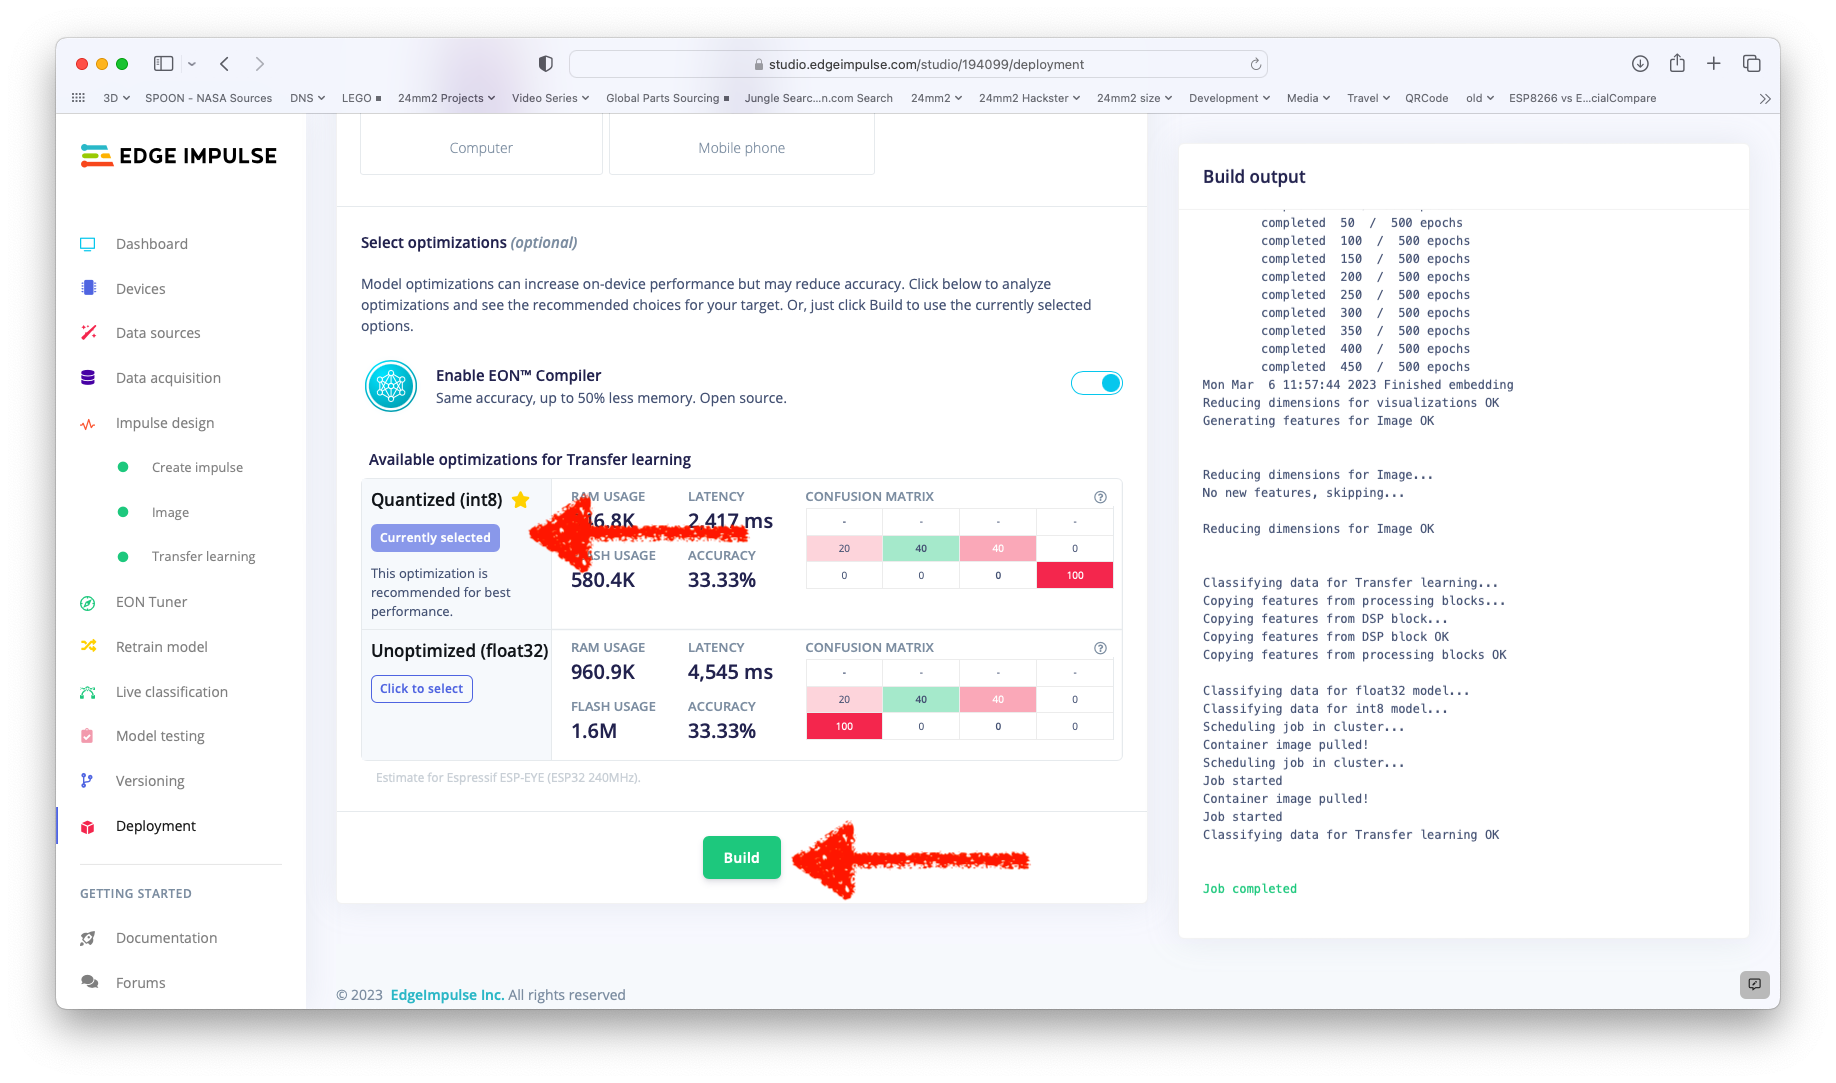 studio.edgeimpulse.com/studio/194099/deployment
3D
SPOON - NASA Sources
DNS
LEGO
24mm2 Projects
Video Series
Global Parts Sourcing
Jungle Searc...n.com Search
24mm2
24mm2 Hackster
24mm2 size
Development
Media
Travel
QRCode
old
ESP8266 vs E...cialCompare
EDGE IMPULSE
Dashboard
Devices
Data sources
Data acquisition
Impulse design
Create impulse
Image
Transfer learning
EON Tuner
Retrain model
Live classification
Model testing
Versioning
Deployment
GETTING STARTED
Documentation
Forums
Computer
Mobile phone
Select optimizations (optional)
Model optimizations can increase on-device performance but may reduce accuracy. Click below to analyze
optimizations and see the recommended choices for your target. Or, just click Build to use the currently selected
options.
Enable EON™ Compiler
Same accuracy, up to 50% less memory. Open source.
Available optimizations for Transfer learning
Quantized (int8)
Currently selected
This optimization is
recommended for best
performance.
RAM USAGE
LATENCY
2,417 ms
ACCURACY
580.4K
33.33%
CONFUSION MATRIX
- - - -
20 40 40 0
0 0 0 100
Unoptimized (float32)
Click to select
RAM USAGE
960.9K
LATENCY
4,545 ms
FLASH USAGE
1.6M
ACCURACY
33.33%
CONFUSION MATRIX
- - - -
20 40 40 0
100 0 0 0
Estimate for Espressif ESP-EYE (ESP32 240MHz).
Build
© 2023 EdgeImpulse Inc. All rights reserved
Build output
completed 50 / 500 epochs
completed 100 / 500 epochs
completed 150 / 500 epochs
completed 200 / 500 epochs
completed 250 / 500 epochs
completed 300 / 500 epochs
completed 350 / 500 epochs
completed 400 / 500 epochs
completed 450 / 500 epochs
Mon Mar 6 11:57:44 2023 Finished embedding
Reducing dimensions for visualizations OK
Generating features for Image OK
Reducing dimensions for Image...
No new features, skipping...
Reducing dimensions for Image OK
Classifying data for Transfer learning...
Copying features from processing blocks...
Copying features from DSP block...
Copying features from DSP block OK
Copying features from processing blocks OK
Classifying data for float32 model...
Classifying data for int8 model...
Scheduling job in cluster...
Container image pulled!
Scheduling job in cluster...
Job started
Container image pulled!
Job started
Classifying data for Transfer learning OK
Job completed